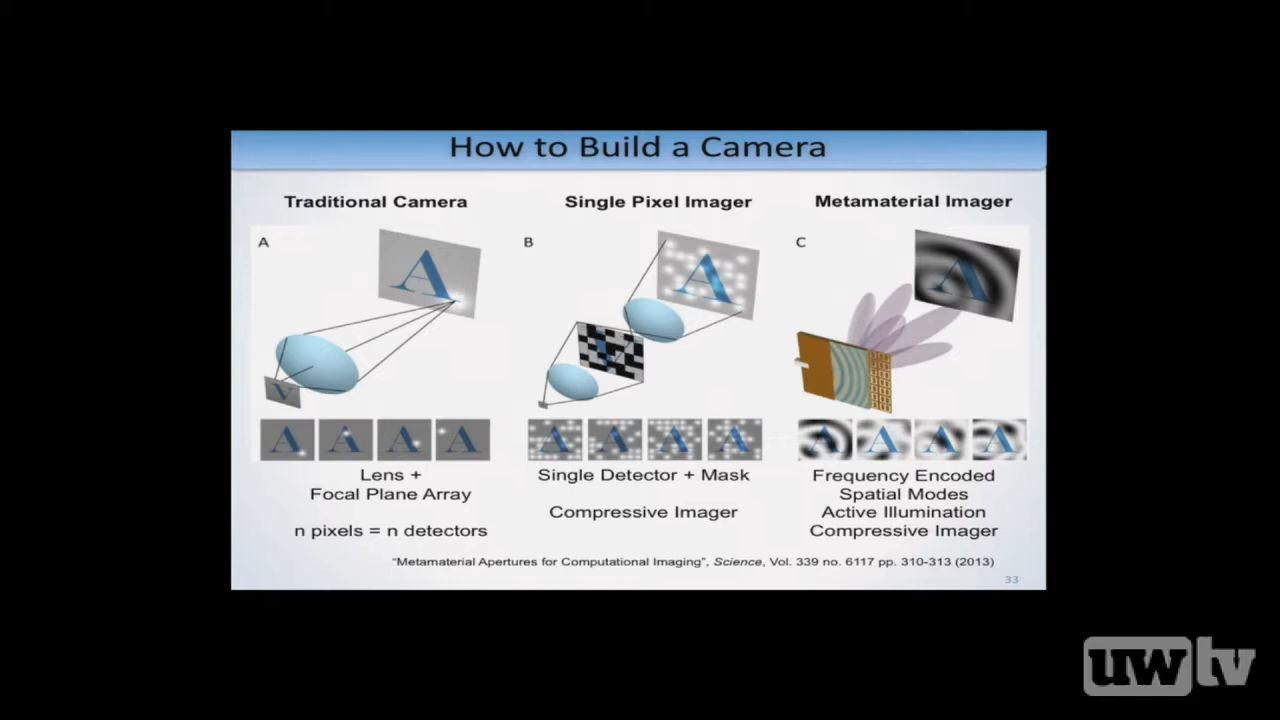 How to Build a Camera
Traditional Camera
Single Pixel Imager
Metamaterial Imager
A
B
C
A
A
A
V
A A A A
A A A A
A A A A
Lens +
Focal Plane Array
n pixels = n detectors
Single Detector + Mask
Compressive Imager
Frequency Encoded
Spatial Modes
Active Illumination
Compressive Imager
"Metamaterial Apertures for Computational Imaging", Science, Vol. 339 no. 6117 pp. 310-313 (2013)
33
uwtv